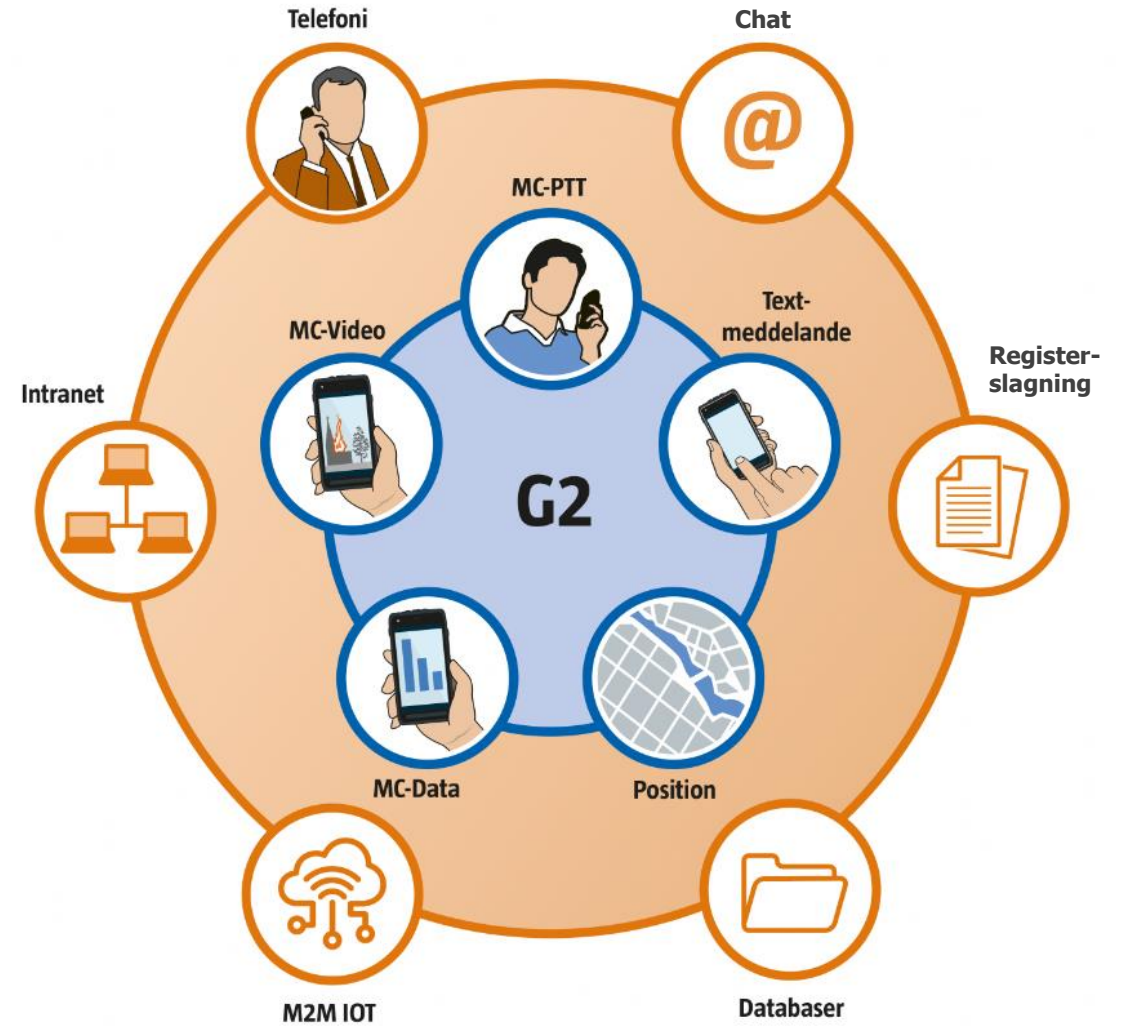 Telefoni
Chat
MC-PTT
MC-Video
Text-
meddelande
Register-
slagning
Intranet
@
G2
MC-Data
Position
M2M IOT
Databaser